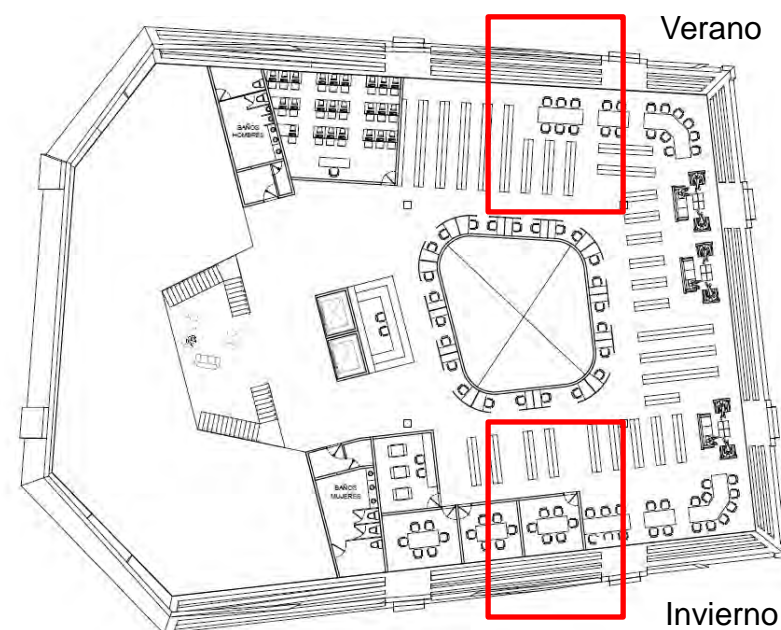 Verano
BAÑOS
HOMBRES
BAÑOS
MUJERES
Invierno